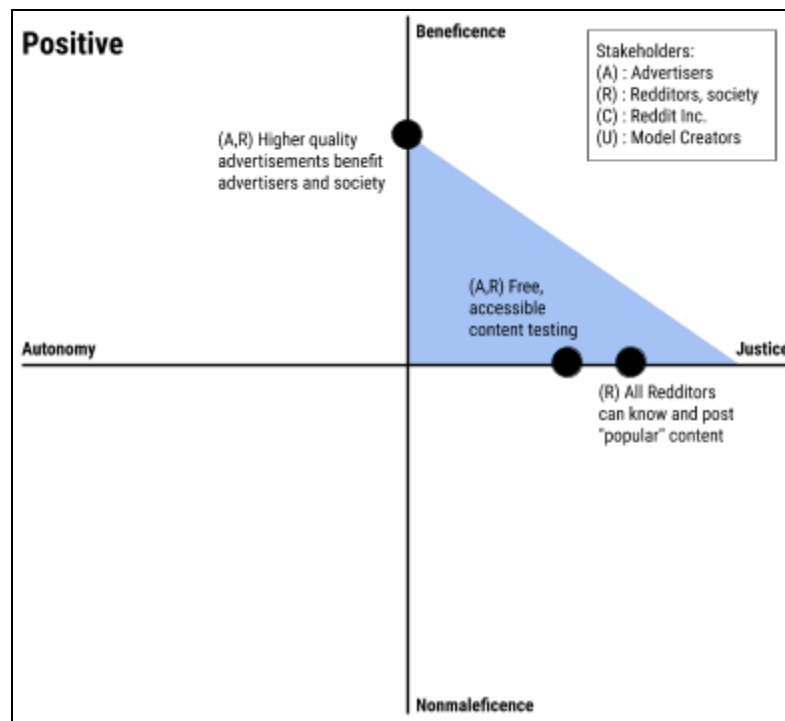 Positive
Beneficence
Stakeholders:
(A) : Advertisers
(R) : Redditors, society
(C) : Reddit Inc.
(U) : Model Creators
(A,R) Higher quality
advertisements benefit
advertisers and society
(A,R) Free,
accessible
content testing
Autonomy
Justice
(R) All Redditors
can know and post
"popular" content
Nonmaleficence